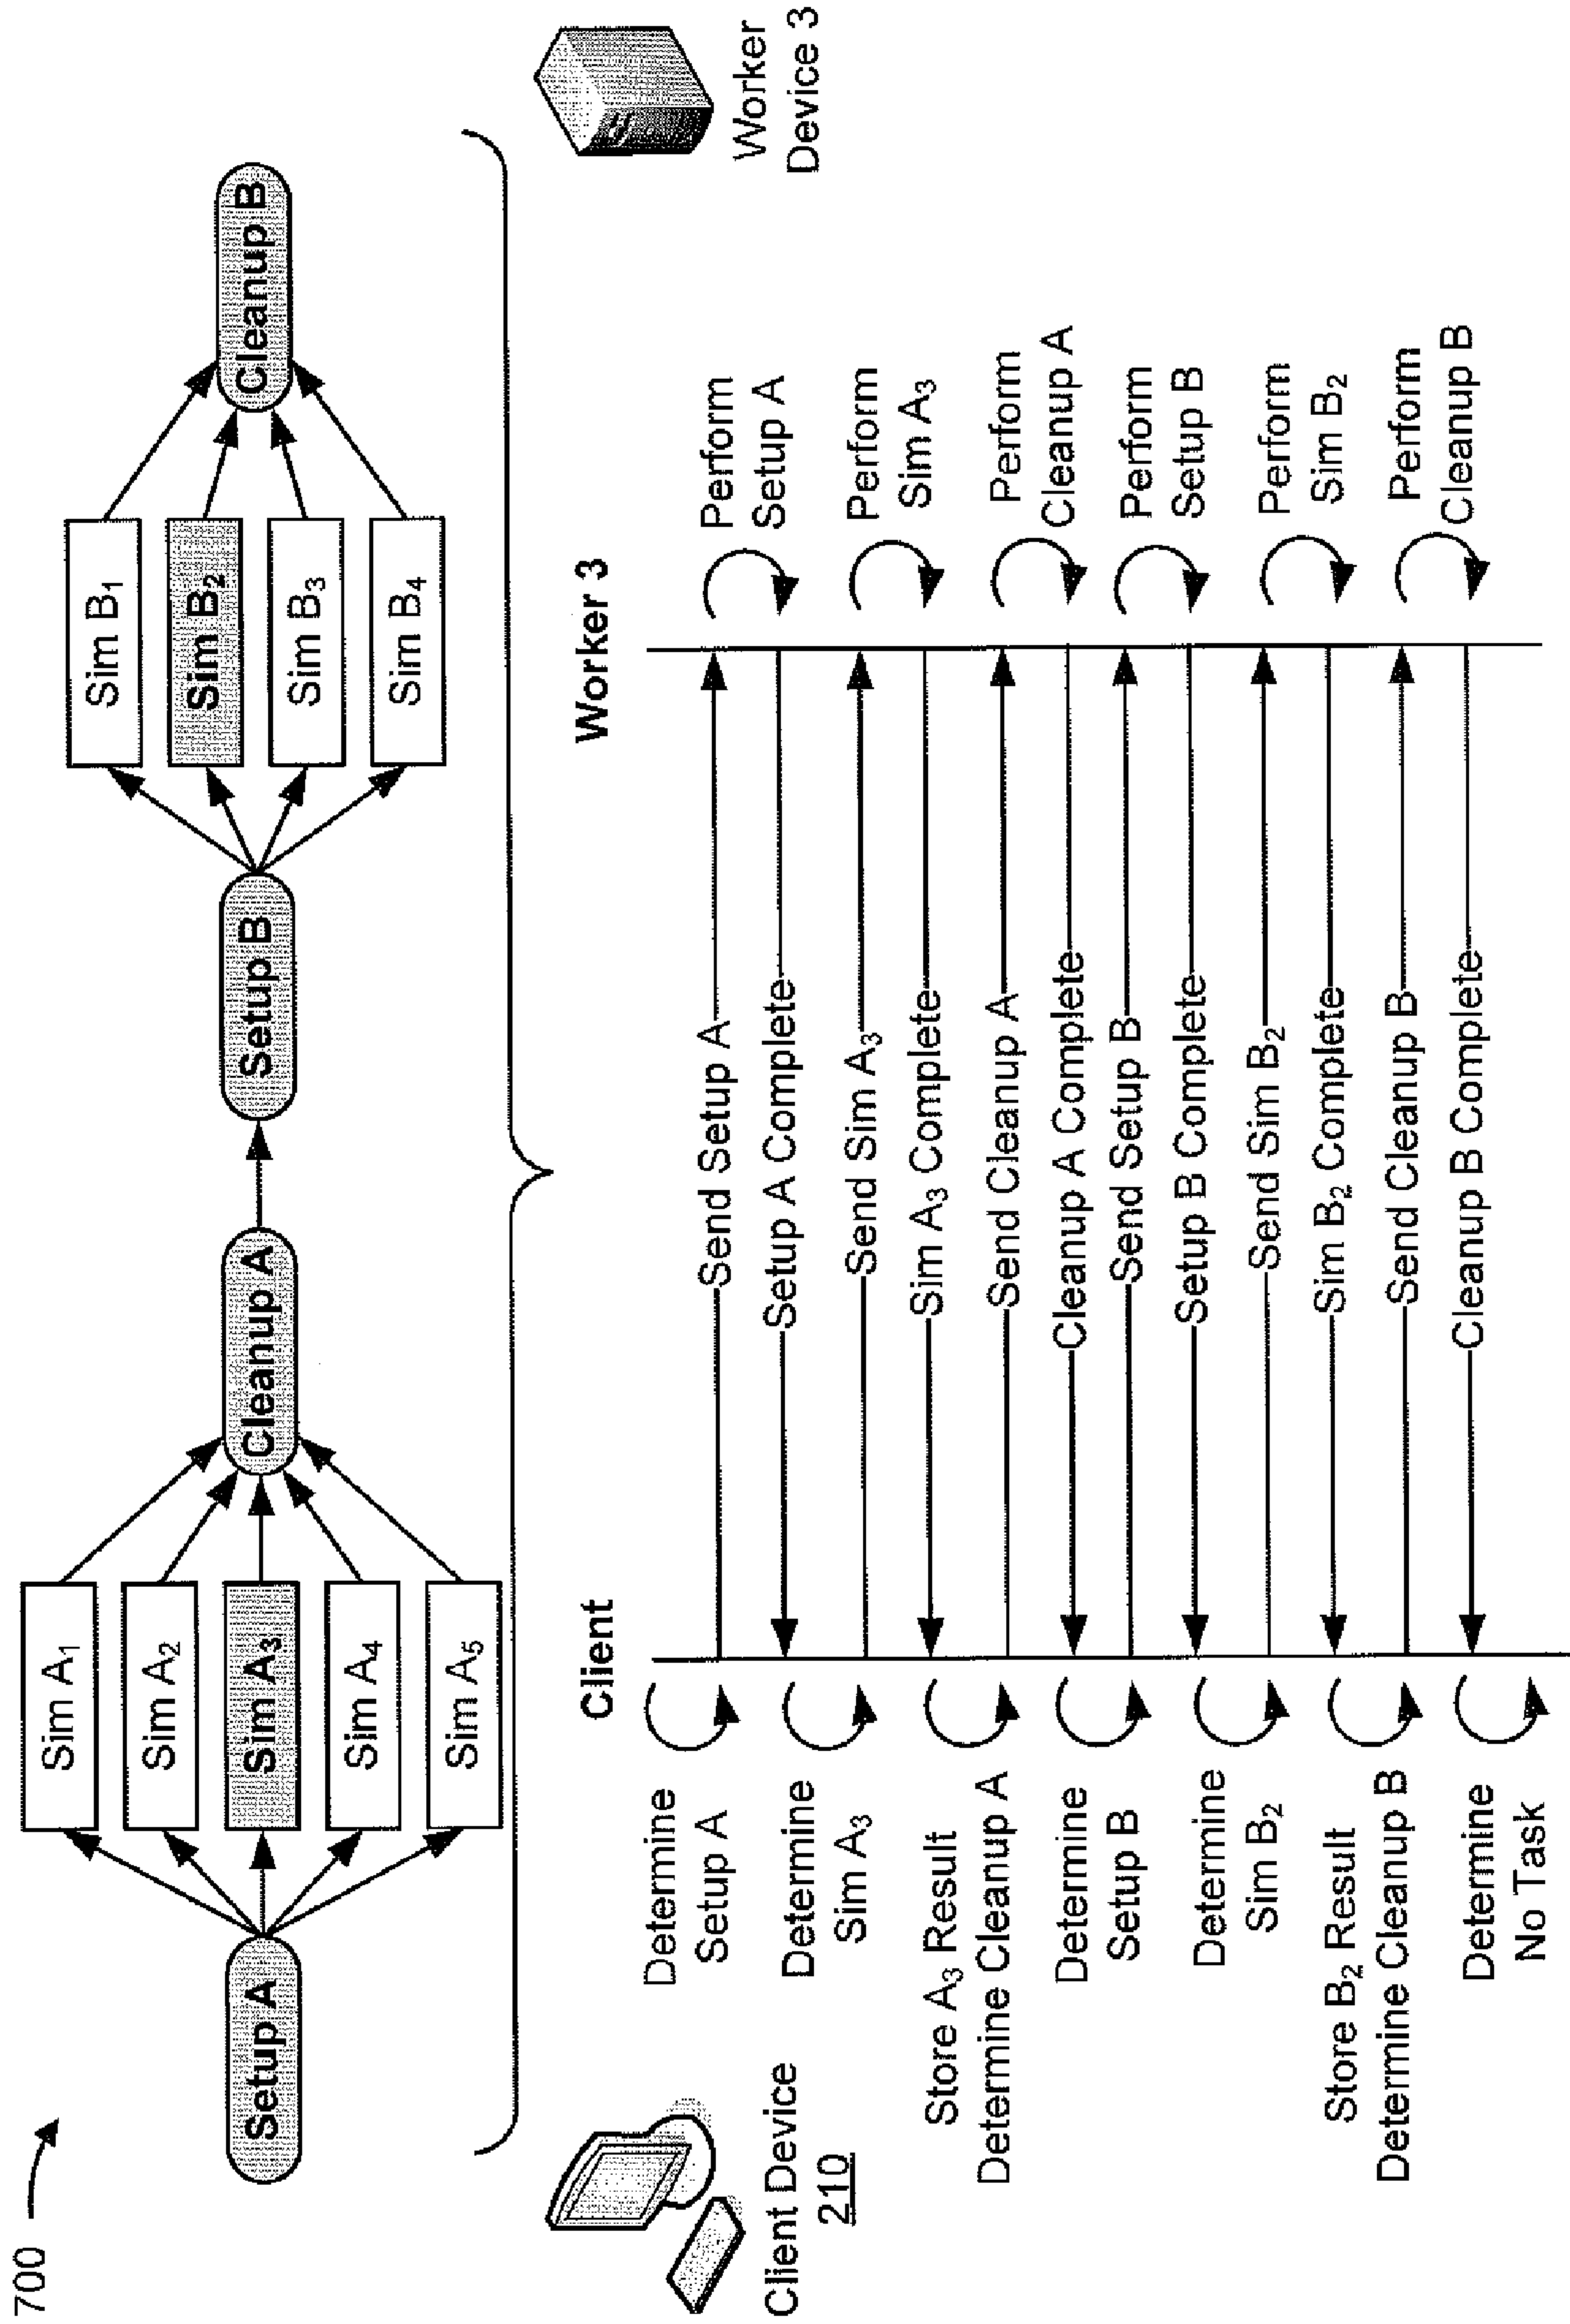 700
Setup A
Sim A₁
Sim A₂
Sim A₃
Sim A₄
Sim A₅
Cleanup A
Setup B
Sim B₁
Sim B₂
Sim B₃
Sim B₄
Cleanup B
Client Device
210
Worker
Device 3
Client
Worker 3
Determine
Setup A
Send Setup A
Perform
Setup A
Setup A Complete
Determine
Sim A₃
Send Sim A₃
Perform
Sim A₃
Sim A₃ Complete
Store A₃ Result
Determine Cleanup A
Send Cleanup A
Perform
Cleanup A
Cleanup A Complete
Determine
Setup B
Send Setup B
Perform
Setup B
Setup B Complete
Determine
Sim B₂
Send Sim B₂
Perform
Sim B₂
Sim B₂ Complete
Store B₂ Result
Determine Cleanup B
Send Cleanup B
Perform
Cleanup B
Cleanup B Complete
Determine
No Task